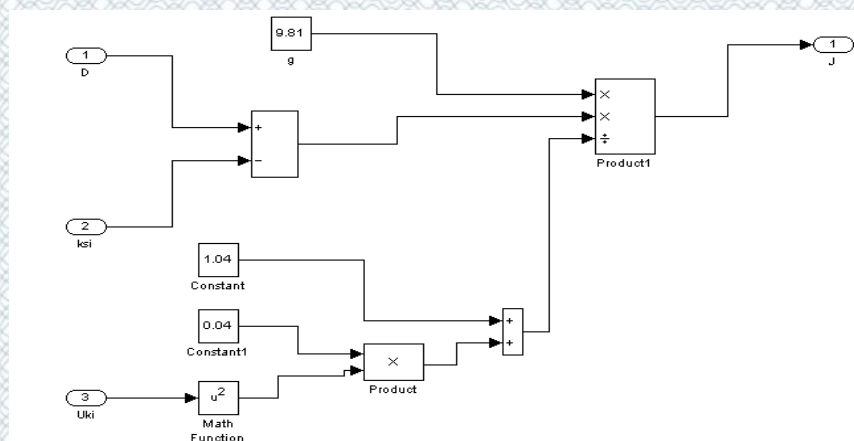 9.81
g
1
D
1
J
+
−
×
×
÷
Product1
2
ksi
1.04
Constant
0.04
Constant1
+
+
×
Product
3
Uki
u²
Math
Function